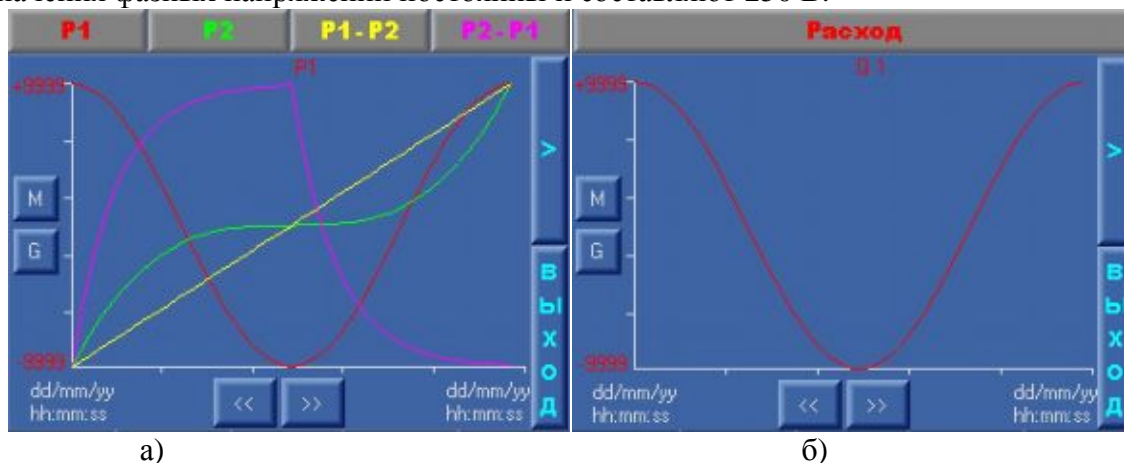 значения фазных напряжений постоянны и составляют 230 В.
P1 P2 P1-P2 P2-P1
P1
+9999
M
G
-9999
dd/mm/yy
hh:mm:ss
<< >>
dd/mm/yy
hh:mm:ss
>
Выход
а)
Расход
Q 1
+9999
M
G
-9999
dd/mm/yy
hh:mm:ss
<< >>
dd/mm/yy
hh:mm:ss
>
Выход
б)